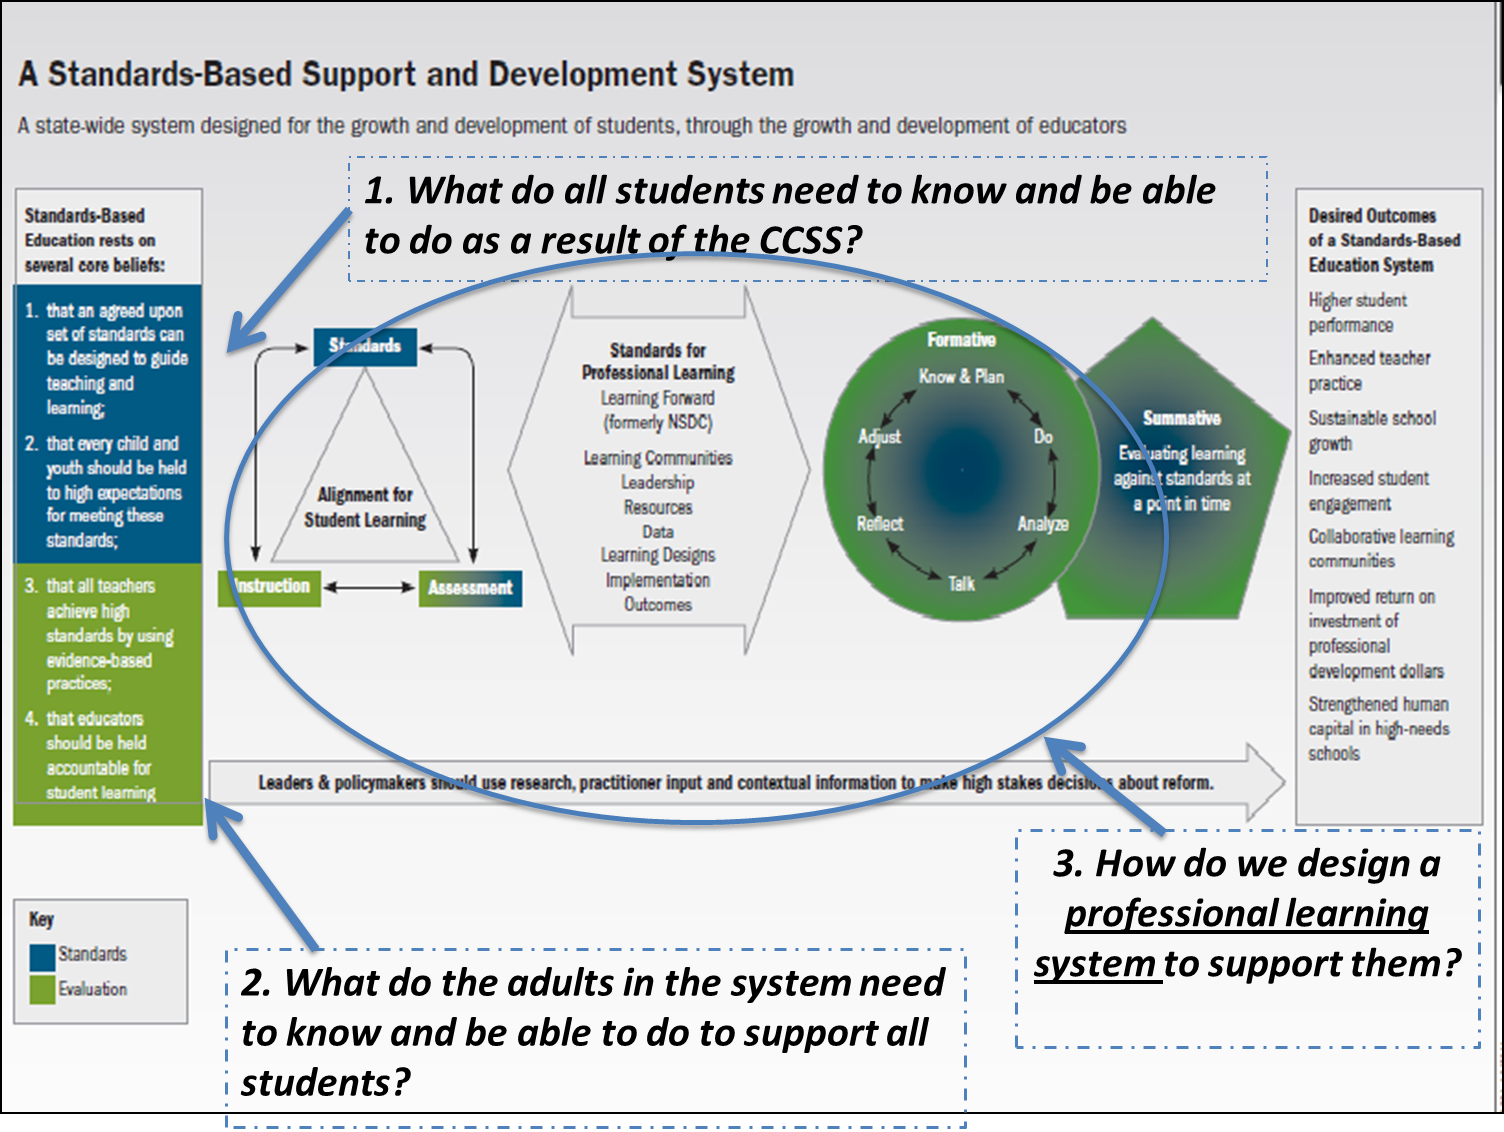 A Standards-Based Support and Development System
A state-wide system designed for the growth and development of students, through the growth and development of educators
1. What do all students need to know and be able
to do as a result of the CCSS?
Standards-Based
Education rests on
several core beliefs:
1. that an agreed upon
set of standards can
be designed to guide
teaching and
learning;
2. that every child and
youth should be held
to high expectations
for meeting these
standards;
3. that all teachers
achieve high
standards by using
evidence-based
practices;
4. that educators
should be held
accountable for
student learning
Standards
Alignment for
Student Learning
Instruction
Assessment
Standards for
Professional Learning
Learning Forward
(formerly NSDC)
Learning Communities
Leadership
Resources
Data
Learning Designs
Implementation
Outcomes
Formative
Know & Plan
Adjust
Do
Reflect
Analyze
Talk
Summative
Evaluating learning
against standards at
a point in time
Desired Outcomes
of a Standards-Based
Education System
Higher student
performance
Enhanced teacher
practice
Sustainable school
growth
Increased student
engagement
Collaborative learning
communities
Improved return on
investment of
professional
development dollars
Strengthened human
capital in high-needs
schools
Leaders & policymakers should use research, practitioner input and contextual information to make high stakes decisions about reform.
Key
Standards
Evaluation
2. What do the adults in the system need
to know and be able to do to support all
students?
3. How do we design a
professional learning
system to support them?